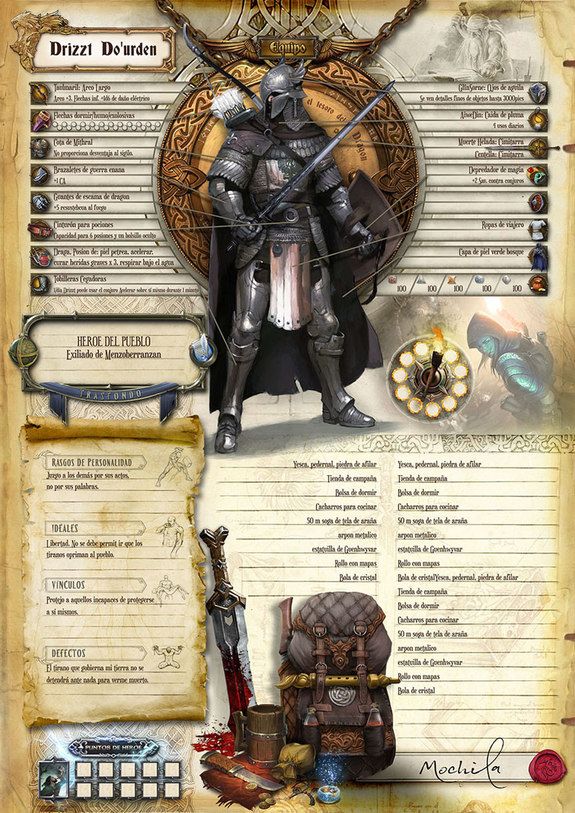 Drizzt Do'urden
Equipo
el tesoro del
Dragon
Taulmaril: Arco Largo
Arco +3. Flechas inf. +1d6 de daño eléctrico
Flechas dormir/humo/explosivas
Cota de Mithral
No proporciona desventaja al sigilo.
Brazaletes de guerra enana
+1 CA
Guantes de escama de dragon
+5 resistencia al fuego
Cinturón para pociones
Capacidad para 6 posiones y un bolsillo oculto
Draga. Posion de: piel petrea, acelerar.
curar heridas graves x 3, respirar bajo el agua
Tobilleras Cegadoras
Se ven detalles finos de objetos hasta 3000pies
Caida de pluma
3 usos diarios
Muerte Helada: Cimitarra
Centella: Cimitarra
Depredador de magia
+2 Sav. contra conjuros
Ropas de viajero
Capa de piel verde bosque
100 100 100 100 100
HEROE DEL PUEBLO
Exiliado de Menzoberranzan
TRASFONDO
RASGOS DE PERSONALIDAD
Juzgo a los demás por sus actos,
no por sus palabras.
IDEALES
Libertad. No se debe permitir que los
tiranos opriman al pueblo.
VINCULOS
Protejo a aquellos incapaces de protegerse
a si mismos.
DEFECTOS
El tirano que gobierna mi tierra no se
detendrá ante nada para verme muerto.
PUNTOS DE HEROE
Yesca, pedernal, piedra de afilar
Tienda de campaña
Bolsa de dormir
Cacharros para cocinar
50 m soga de tela de araña
arpon metalico
estatuilla de Guenhwyvar
Rollo con mapas
Bola de cristal
Yesca, pedernal, piedra de afilar
Tienda de campaña
Bolsa de dormir
Cacharros para cocinar
50 m soga de tela de araña
arpon metalico
estatuilla de Guenhwyvar
Rollo con mapas
Bola de cristalYesca, pedernal, piedra de afilar
Tienda de campaña
Bolsa de dormir
Cacharros para cocinar
50 m soga de tela de araña
arpon metalico
estatuilla de Guenhwyvar
Rollo con mapas
Bola de cristal
Mochila